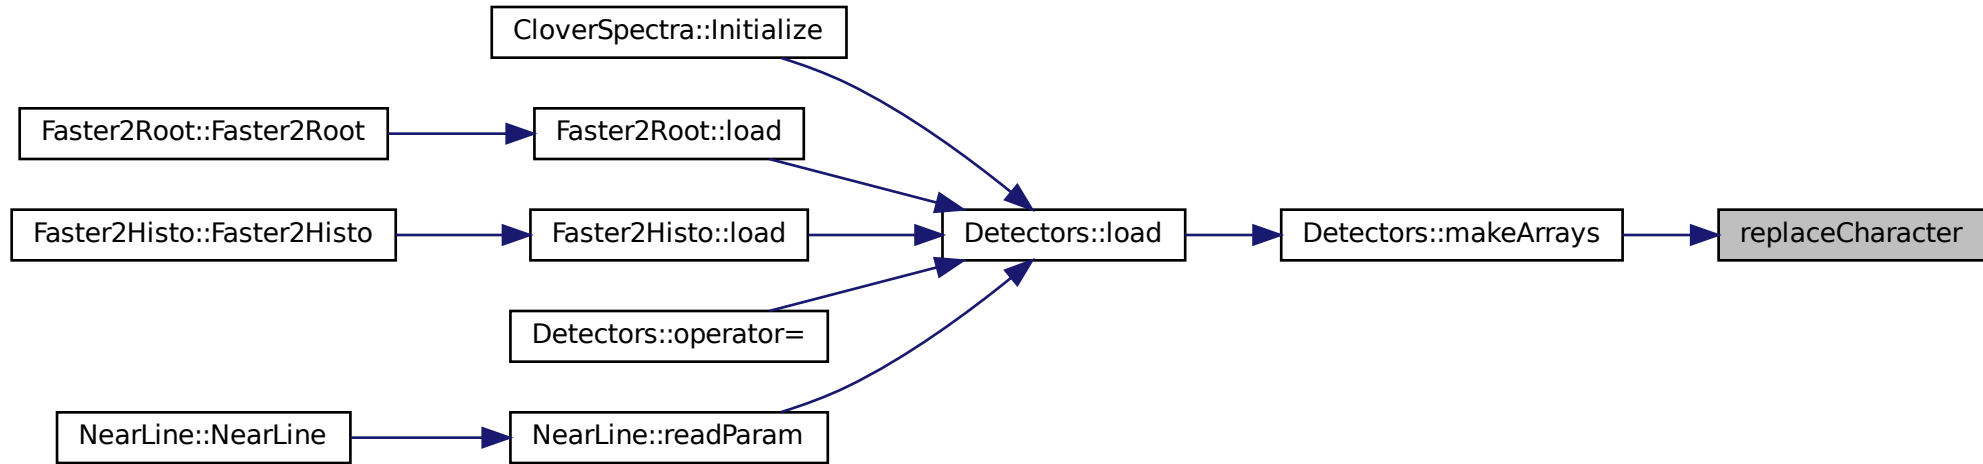 CloverSpectra::Initialize
Faster2Root::Faster2Root
Faster2Root::load
Faster2Histo::Faster2Histo
Faster2Histo::load
Detectors::load
Detectors::makeArrays
replaceCharacter
Detectors::operator=
NearLine::NearLine
NearLine::readParam